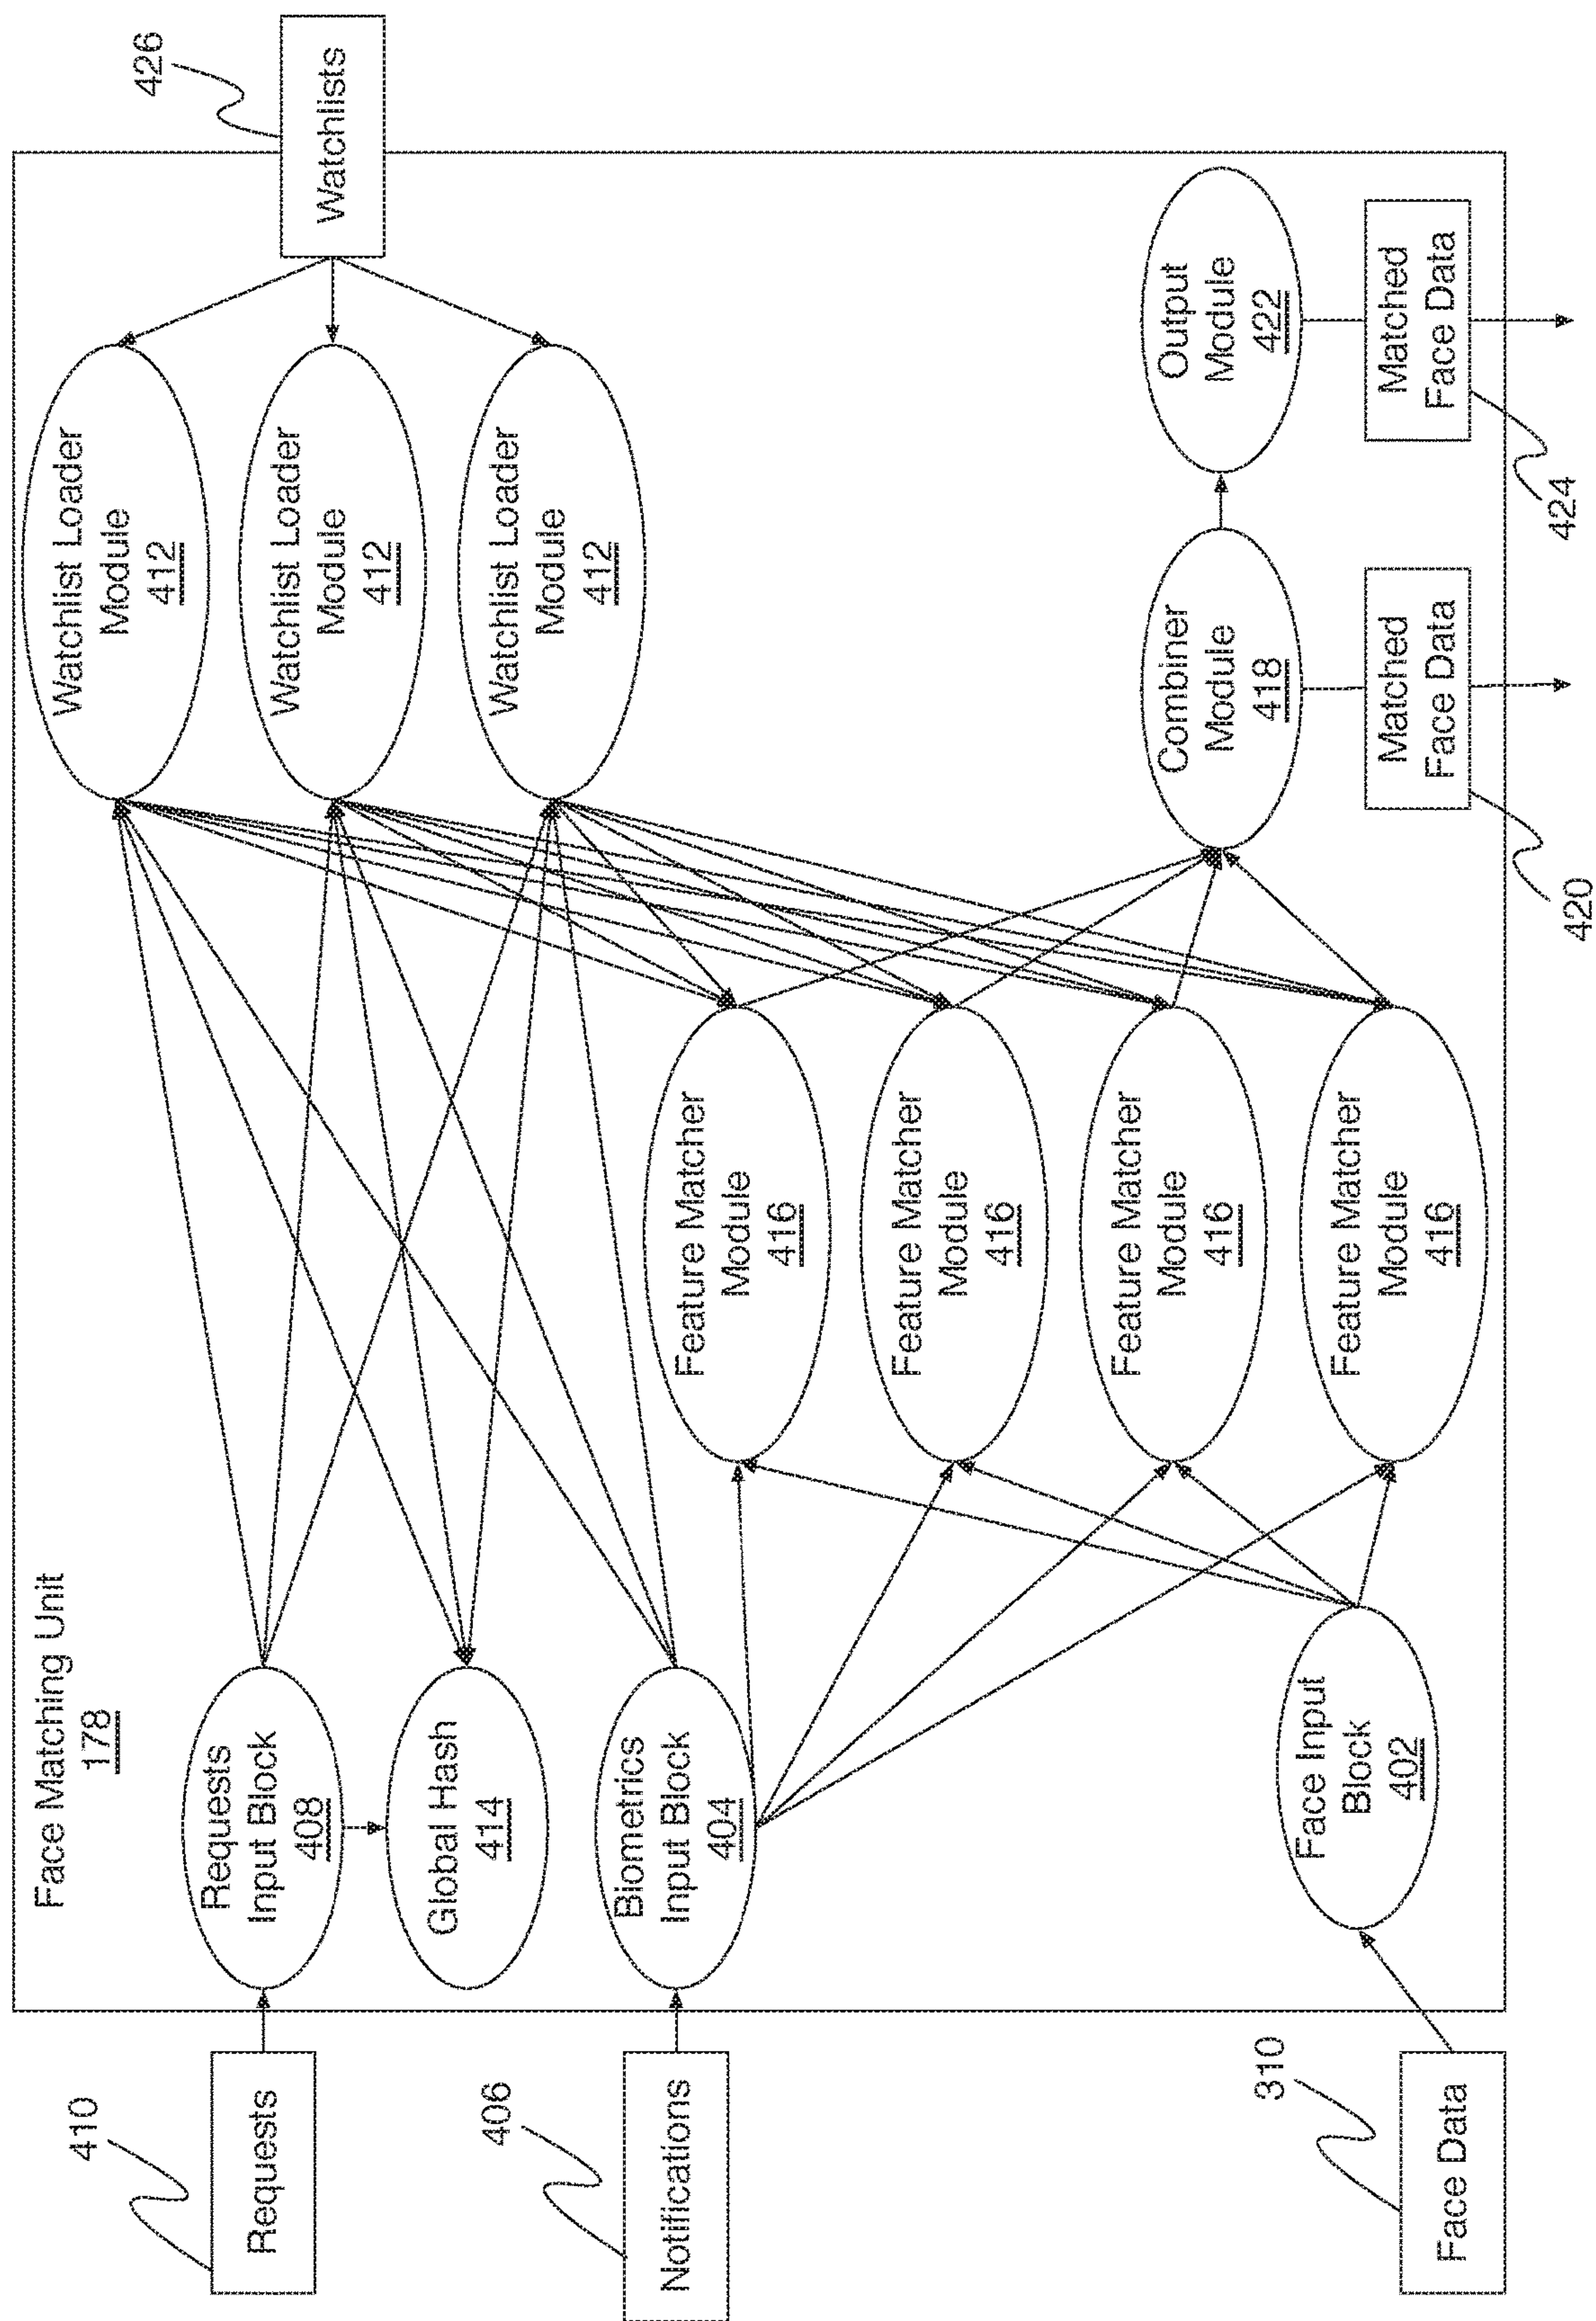 Face Matching Unit
178
410
Requests
Requests
Input Block
408
Global Hash
414
406
Notifications
Biometrics
Input Block
404
310
Face Data
Face Input
Block
402
Watchlist Loader
Module
412
Watchlist Loader
Module
412
Watchlist Loader
Module
412
426
Watchlists
Feature Matcher
Module
416
Feature Matcher
Module
416
Feature Matcher
Module
416
Feature Matcher
Module
416
Combiner
Module
418
Matched
Face Data
420
Output
Module
422
Matched
Face Data
424